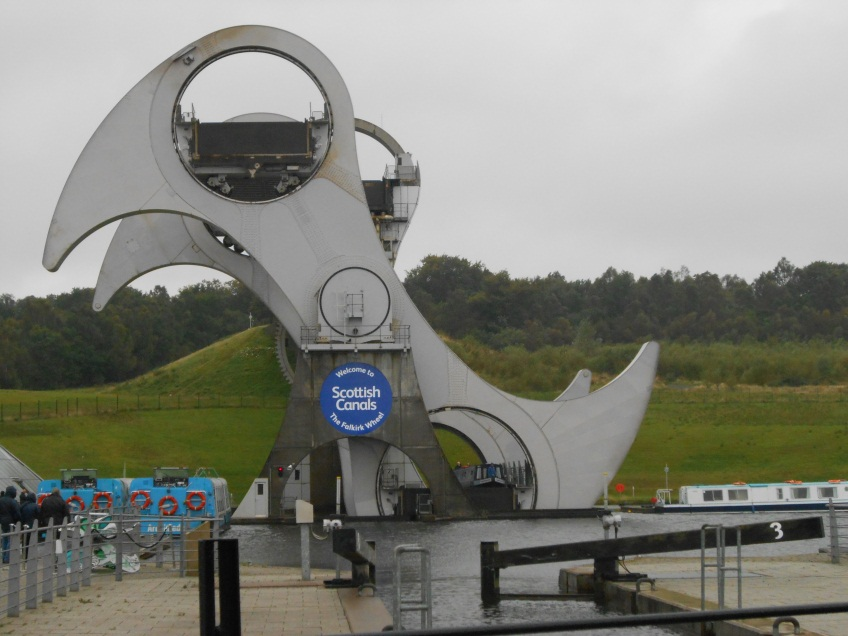 Welcome to
Scottish
Canals
The Falkirk Wheel
3